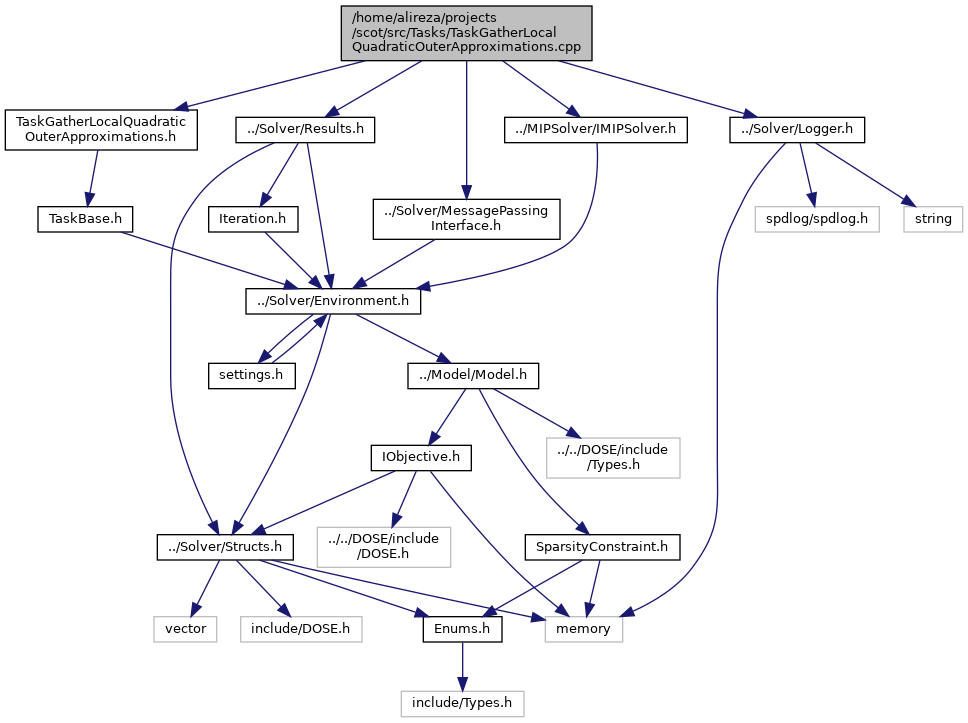 /home/alireza/projects
/scot/src/Tasks/TaskGatherLocal
QuadraticOuterApproximations.cpp
TaskGatherLocalQuadratic
OuterApproximations.h
../Solver/Results.h
../MIPSolver/IMIPSolver.h
../Solver/Logger.h
TaskBase.h
Iteration.h
../Solver/MessagePassing
Interface.h
spdlog/spdlog.h
string
../Solver/Environment.h
settings.h
../Model/Model.h
IObjective.h
../../DOSE/include
/Types.h
../Solver/Structs.h
../../DOSE/include
/DOSE.h
SparsityConstraint.h
vector
include/DOSE.h
Enums.h
memory
include/Types.h